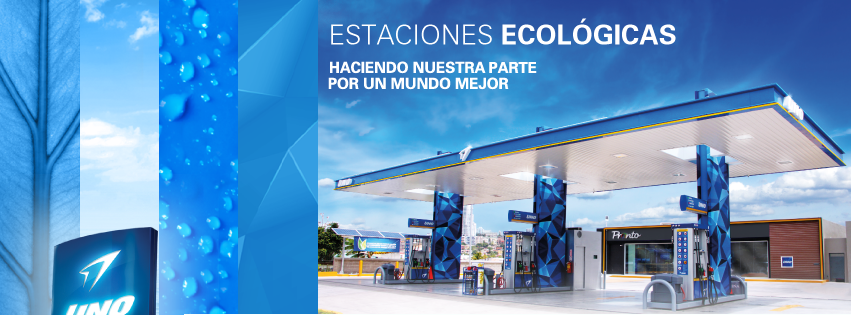 ESTACIONES ECOLÓGICAS
HACIENDO NUESTRA PARTE
POR UN MUNDO MEJOR
UNO
Pronto